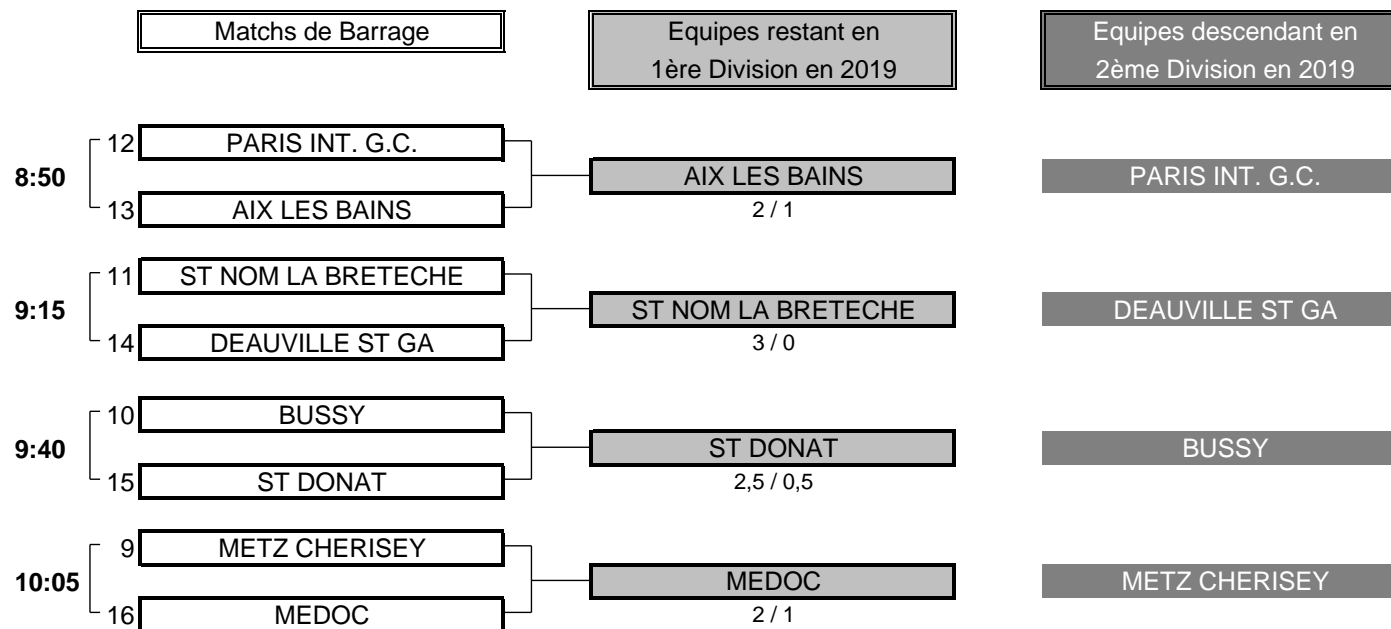 Matchs de Barrage
Equipes restant en
1ère Division en 2019
Equipes descendant en
2ème Division en 2019
12 PARIS INT. G.C.
8:50 AIX LES BAINS PARIS INT. G.C.
13 AIX LES BAINS 2 / 1
11 ST NOM LA BRETECHE
9:15 ST NOM LA BRETECHE DEAUVILLE ST GA
14 DEAUVILLE ST GA 3 / 0
10 BUSSY
9:40 ST DONAT BUSSY
15 ST DONAT 2,5 / 0,5
9 METZ CHERISEY
10:05 MEDOC METZ CHERISEY
16 MEDOC 2 / 1